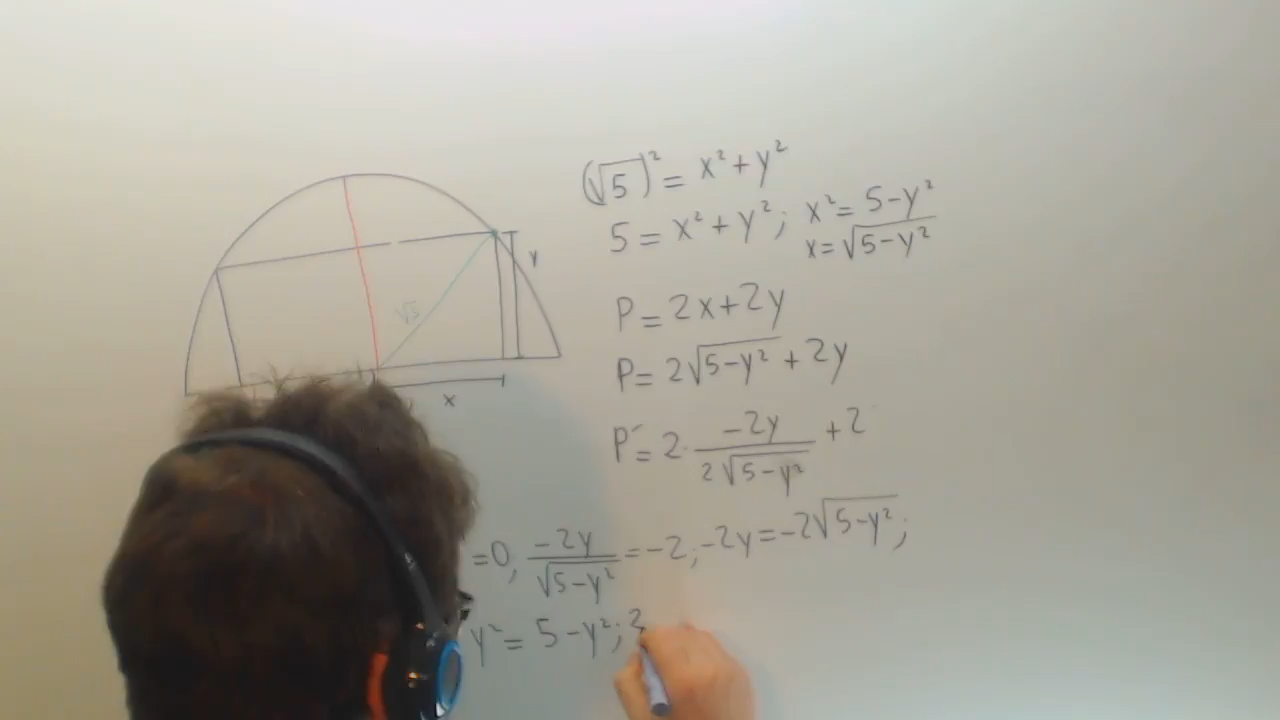 (√5)² = x² + y²
5 = x² + y²; x² = 5 - y²
x = √(5 - y²)
y
√5
x
P = 2x + 2y
P = 2√(5 - y²) + 2y
P´ = 2 · (-2y)/(2√(5 - y²)) + 2
= 0, (-2y)/(√(5 - y²)) = -2, -2y = -2√(5 - y²);
y² = 5 - y²;